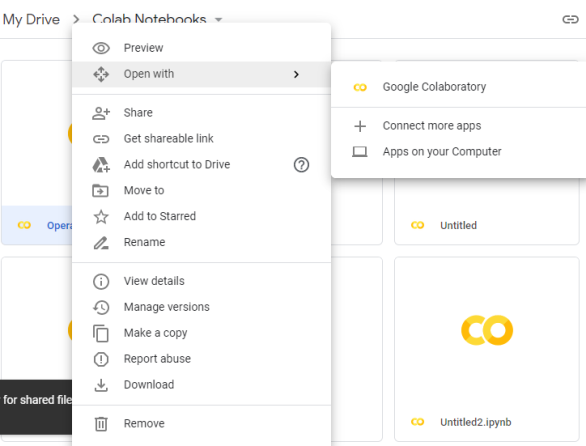 My Drive > Colab Notebooks
Preview
Open with
Google Colaboratory
Connect more apps
Apps on your Computer
Share
Get shareable link
Add shortcut to Drive
Move to
Add to Starred
Rename
Opera
Untitled
View details
Manage versions
Make a copy
Report abuse
Download
for shared file
Remove
Untitled2.ipynb